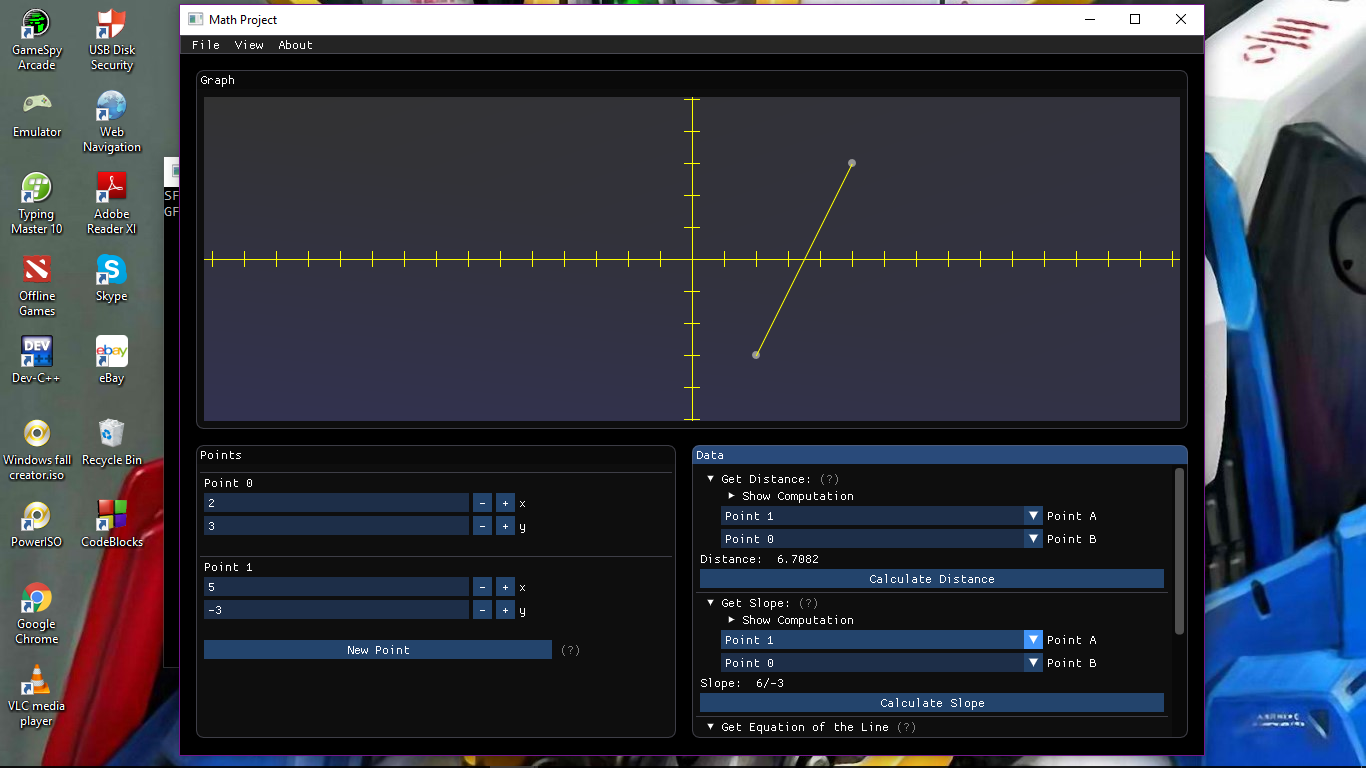 GameSpy
Arcade
USB Disk
Security
Emulator
Web
Navigation
Typing
Master 10
Adobe
Reader XI
Offline
Games
Skype
DEV
Dev-C++
ebay
eBay
Windows fall
creator.iso
Recycle Bin
PowerISO
CodeBlocks
Google
Chrome
VLC media
player
SF
GF
Math Project
File View About
Graph
Points
Point 0
2 - + x
3 - + y
Point 1
5 - + x
-3 - + y
New Point (?)
Data
Get Distance: (?)
Show Computation
Point 1 Point A
Point 0 Point B
Distance: 6.7082
Calculate Distance
Get Slope: (?)
Show Computation
Point 1 Point A
Point 0 Point B
Slope: 6/-3
Calculate Slope
Get Equation of the Line (?)